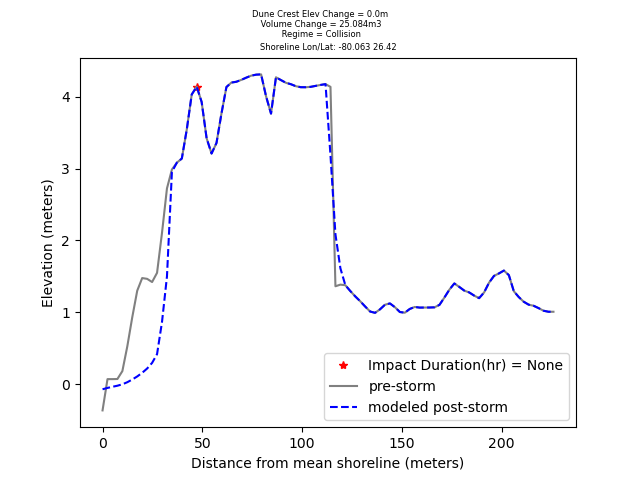 Dune Crest Elev Change = 0.0m
Volume Change = 25.084m3
Regime = Collision
Shoreline Lon/Lat: -80.063 26.42
4
3
2
1
0
Elevation (meters)
Impact Duration(hr) = None
pre-storm
modeled post-storm
0
50
100
150
200
Distance from mean shoreline (meters)